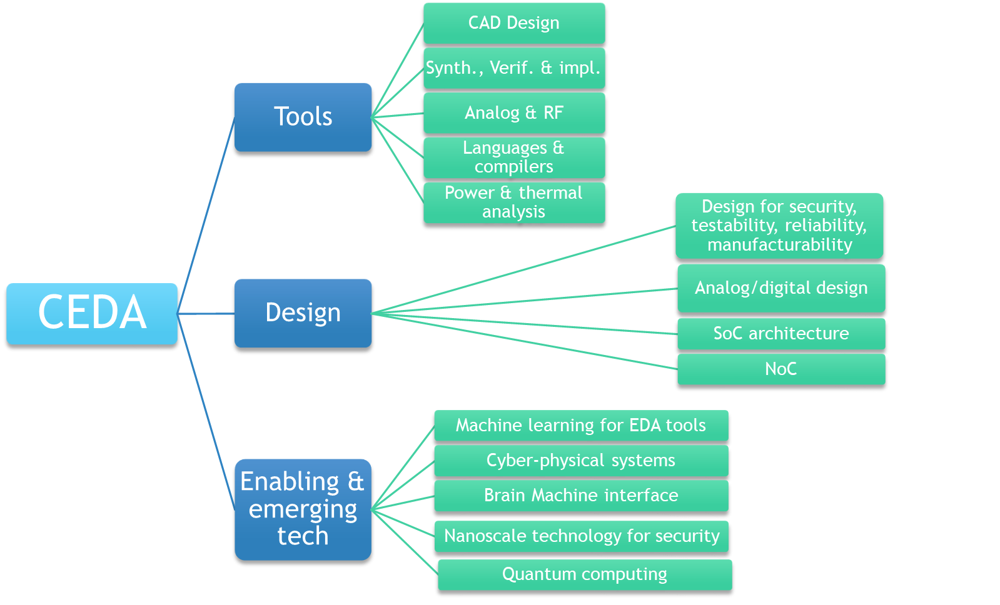 CEDA
Tools
CAD Design
Synth., Verif. & impl.
Analog & RF
Languages &
compilers
Power & thermal
analysis
Design
Design for security,
testability, reliability,
manufacturability
Analog/digital design
SoC architecture
NoC
Enabling &
emerging
tech
Machine learning for EDA tools
Cyber-physical systems
Brain Machine interface
Nanoscale technology for security
Quantum computing